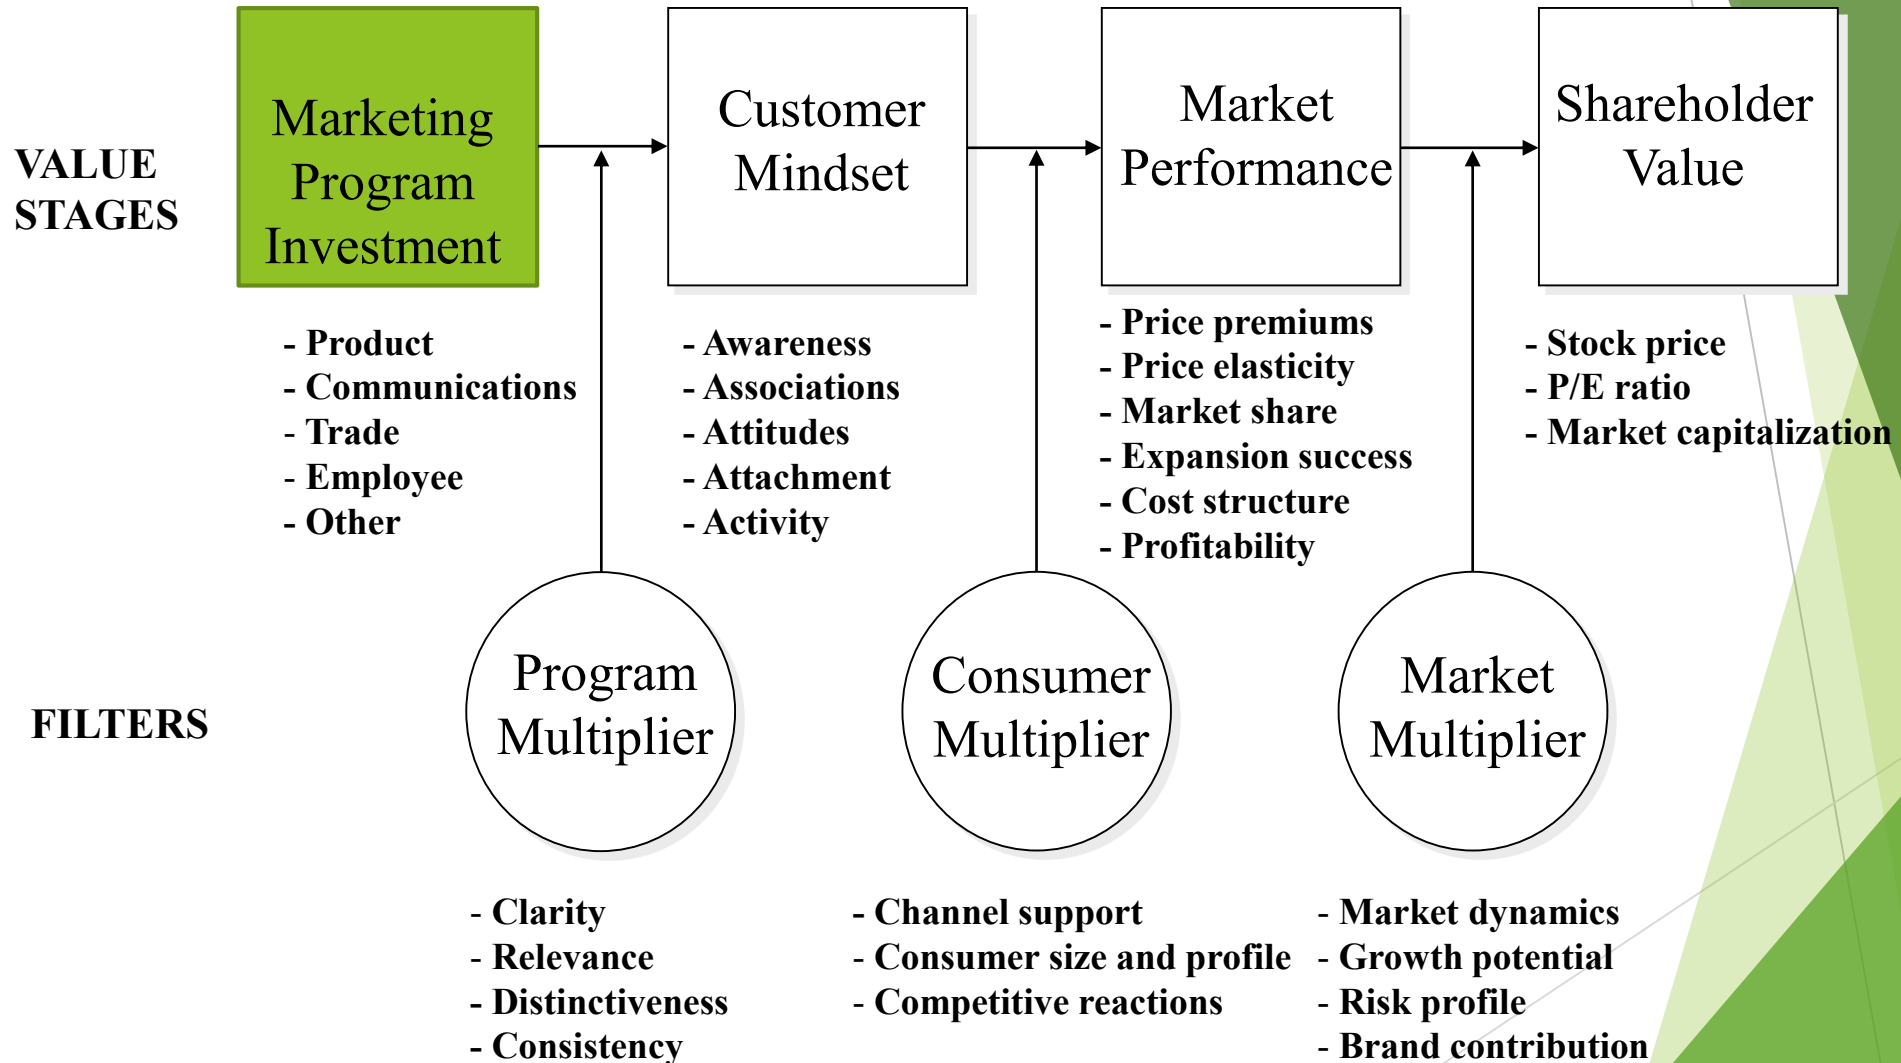 VALUE
STAGES
Marketing
Program
Investment
Customer
Mindset
Market
Performance
Shareholder
Value
- Product
- Communications
- Trade
- Employee
- Other
- Awareness
- Associations
- Attitudes
- Attachment
- Activity
- Price premiums
- Price elasticity
- Market share
- Expansion success
- Cost structure
- Profitability
- Stock price
- P/E ratio
- Market capitalization
FILTERS
Program
Multiplier
Consumer
Multiplier
Market
Multiplier
- Clarity
- Relevance
- Distinctiveness
- Consistency
- Channel support
- Consumer size and profile
- Competitive reactions
- Market dynamics
- Growth potential
- Risk profile
- Brand contribution